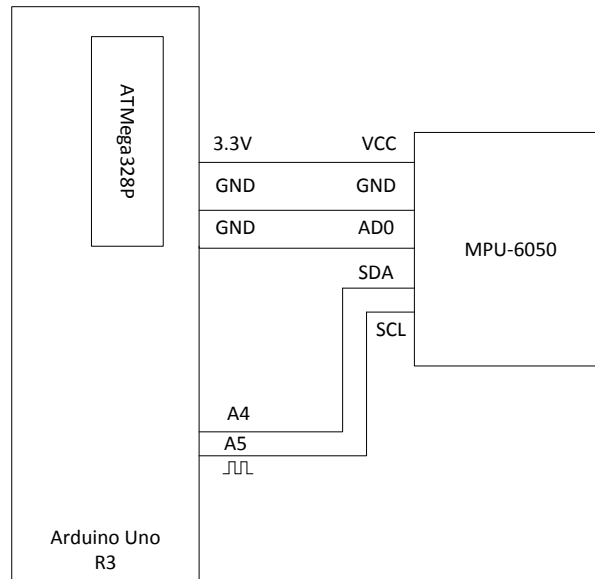 ATMega328P
3.3V
VCC
GND
GND
GND
AD0
MPU-6050
SDA
SCL
A4
A5
Arduino Uno
R3